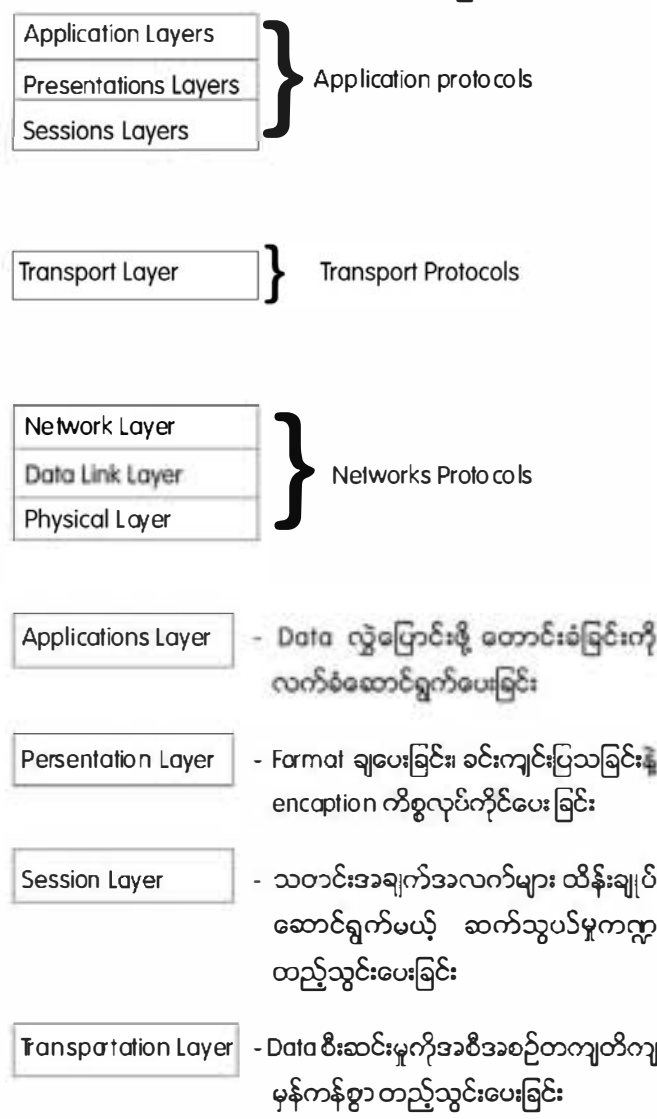 Application Layers
Presentations Layers
Sessions Layers
Application protocols
Transport Layer
Transport Protocols
Network Layer
Data Link Layer
Physical Layer
Networks Protocols
Applications Layer - Data လွှဲပြောင်းဖို့ တောင်းခံခြင်းကို
လက်ခံဆောင်ရွက်ပေးခြင်း
Persentation Layer - Format ချပေးခြင်း၊ ခင်းကျင်းပြသခြင်းနဲ့
encaption ကိစ္စလုပ်ကိုင်ပေးခြင်း
Session Layer - သတင်းအချက်အလက်များ ထိန်းချုပ်
ဆောင်ရွက်မယ့် ဆက်သွယ်မှုကဏ္ဍ
တည့်သွင်းပေးခြင်း
Transpartation Layer - Data စီးဆင်းမှုကိုအစီအစဉ်တကျတိကျ
မှန်ကန်စွာ တည့်သွင်းပေးခြင်း